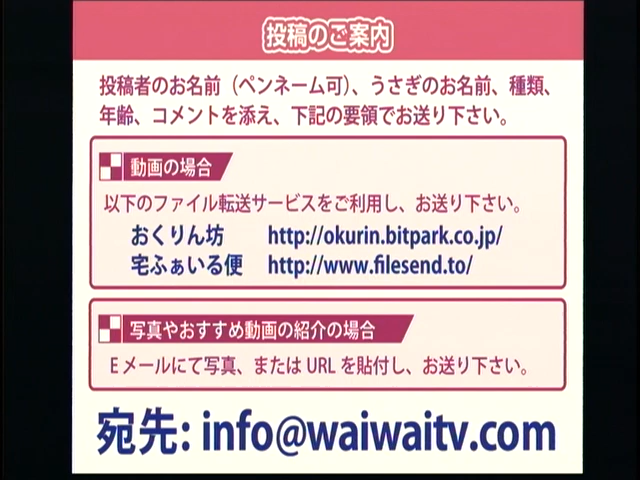 投稿のご案内
投稿者のお名前（ペンネーム可）、うさぎのお名前、種類、
年齢、コメントを添え、下記の要領でお送り下さい。
動画の場合
以下のファイル転送サービスをご利用し、お送り下さい。
おくりん坊 http://okurin.bitpark.co.jp/
宅ふぁいる便 http://www.filesend.to/
写真やおすすめ動画の紹介の場合
Eメールにて写真、または URL を貼付し、お送り下さい。
宛先: info@waiwaitv.com